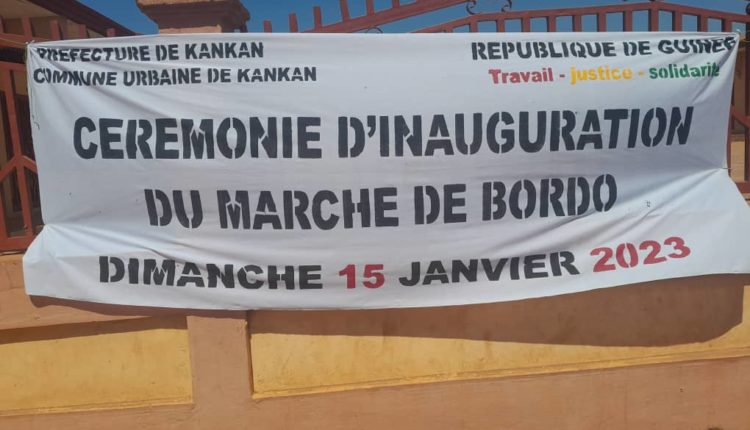 PREFECTURE DE KANKAN
COMMUNE URBAINE DE KANKAN
REPUBLIQUE DE GUINEE
Travail - justice - solidarité
CEREMONIE D'INAUGURATION
DU MARCHE DE BORDO
DIMANCHE 15 JANVIER 2023